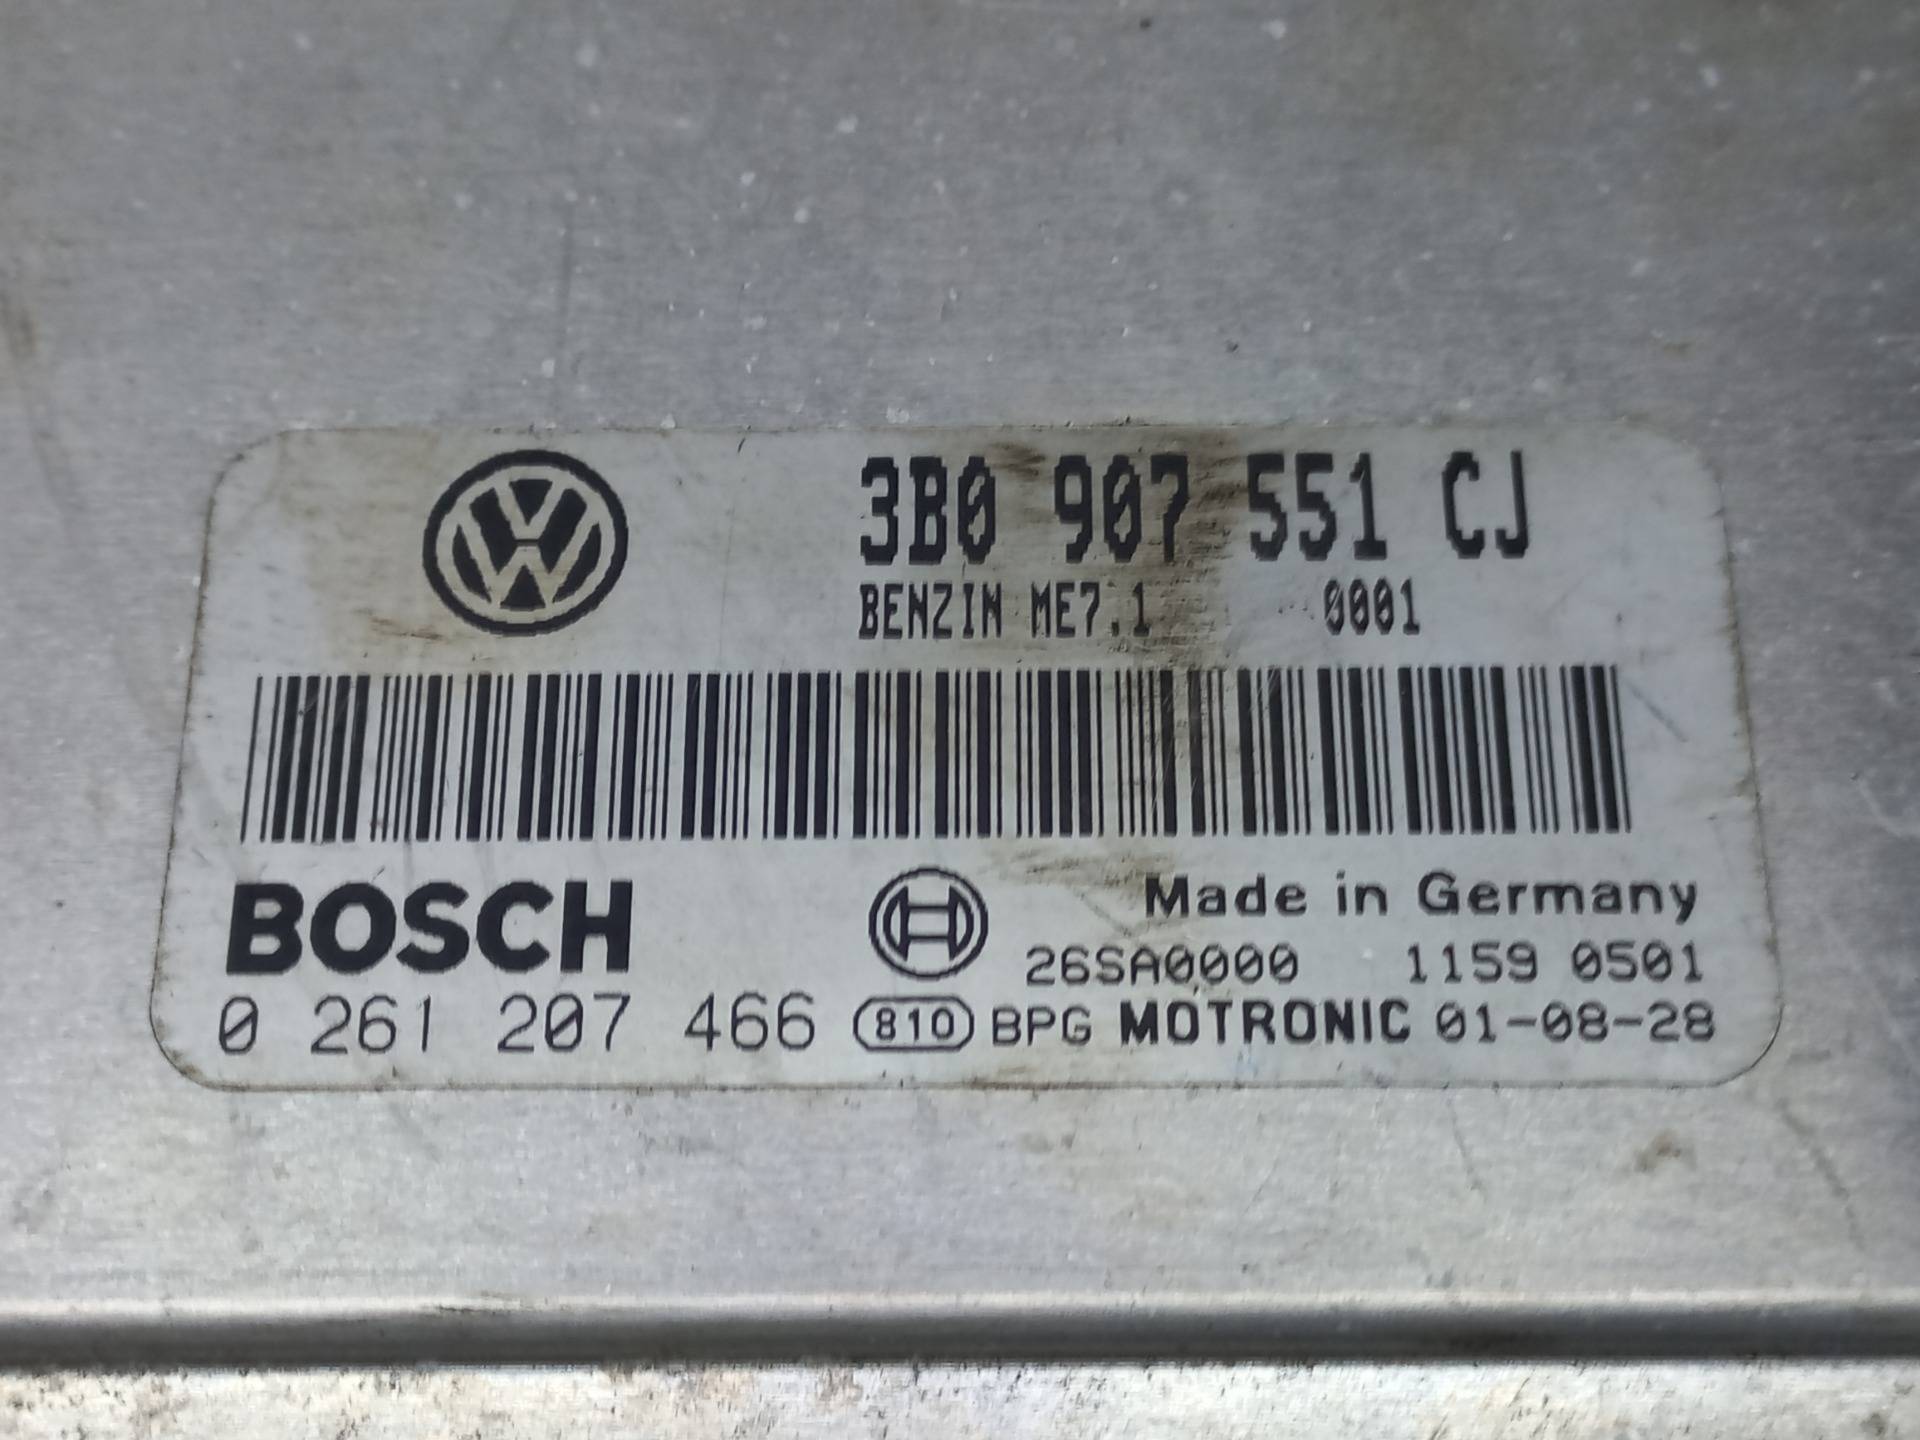 3B0 907 551 CJ
BENZIN ME7.1 0001
BOSCH
Made in Germany
26SA0000 1159 0501
0 261 207 466 810 BPG MOTRONIC 01-08-28